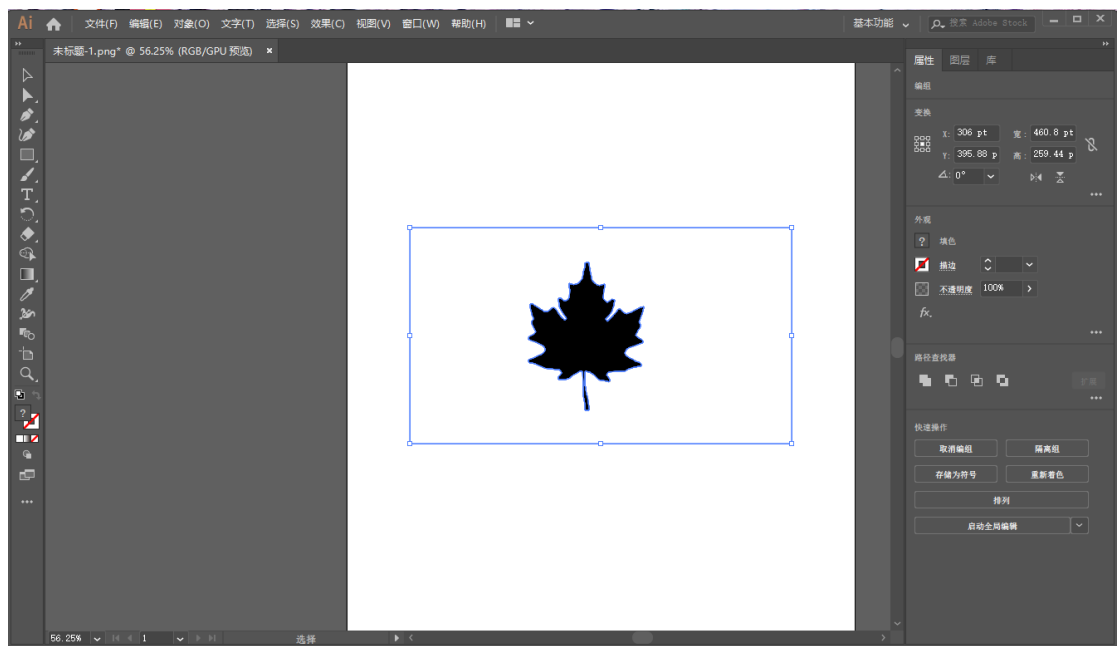 Ai 文件(F) 编辑(E) 对象(O) 文字(T) 选择(S) 效果(C) 视图(V) 窗口(W) 帮助(H) 基本功能 搜索 Adobe Stock
未标题-1.png* @ 56.25% (RGB/GPU 预览) ×
属性 图层 库
编组
变换
X: 306 pt 宽: 460.8 pt
Y: 395.88 p 高: 259.44 p
0°
外观
? 填色
描边
不透明度 100%
fx.
路径查找器
扩展
快速操作
取消编组 隔离组
存储为符号 重新着色
排列
启动全局编辑
56.25% 1 选择